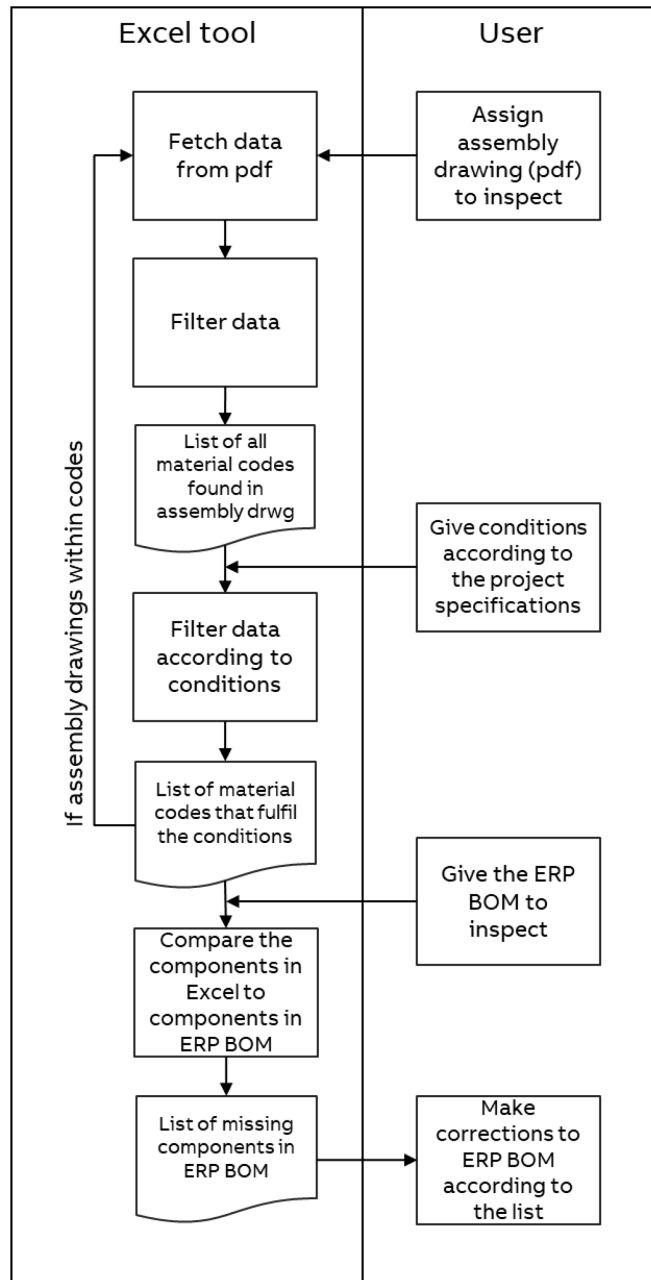 Excel tool
User
Fetch data
from pdf
Assign
assembly
drawing (pdf)
to inspect
Filter data
List of all
material codes
found in
assembly drwg
Give conditions
according to
the project
specifications
Filter data
according to
conditions
If assembly drawings within codes
List of material
codes that fulfil
the conditions
Give the ERP
BOM to
inspect
Compare the
components in
Excel to
components in
ERP BOM
List of missing
components in
ERP BOM
Make
corrections to
ERP BOM
according to
the list